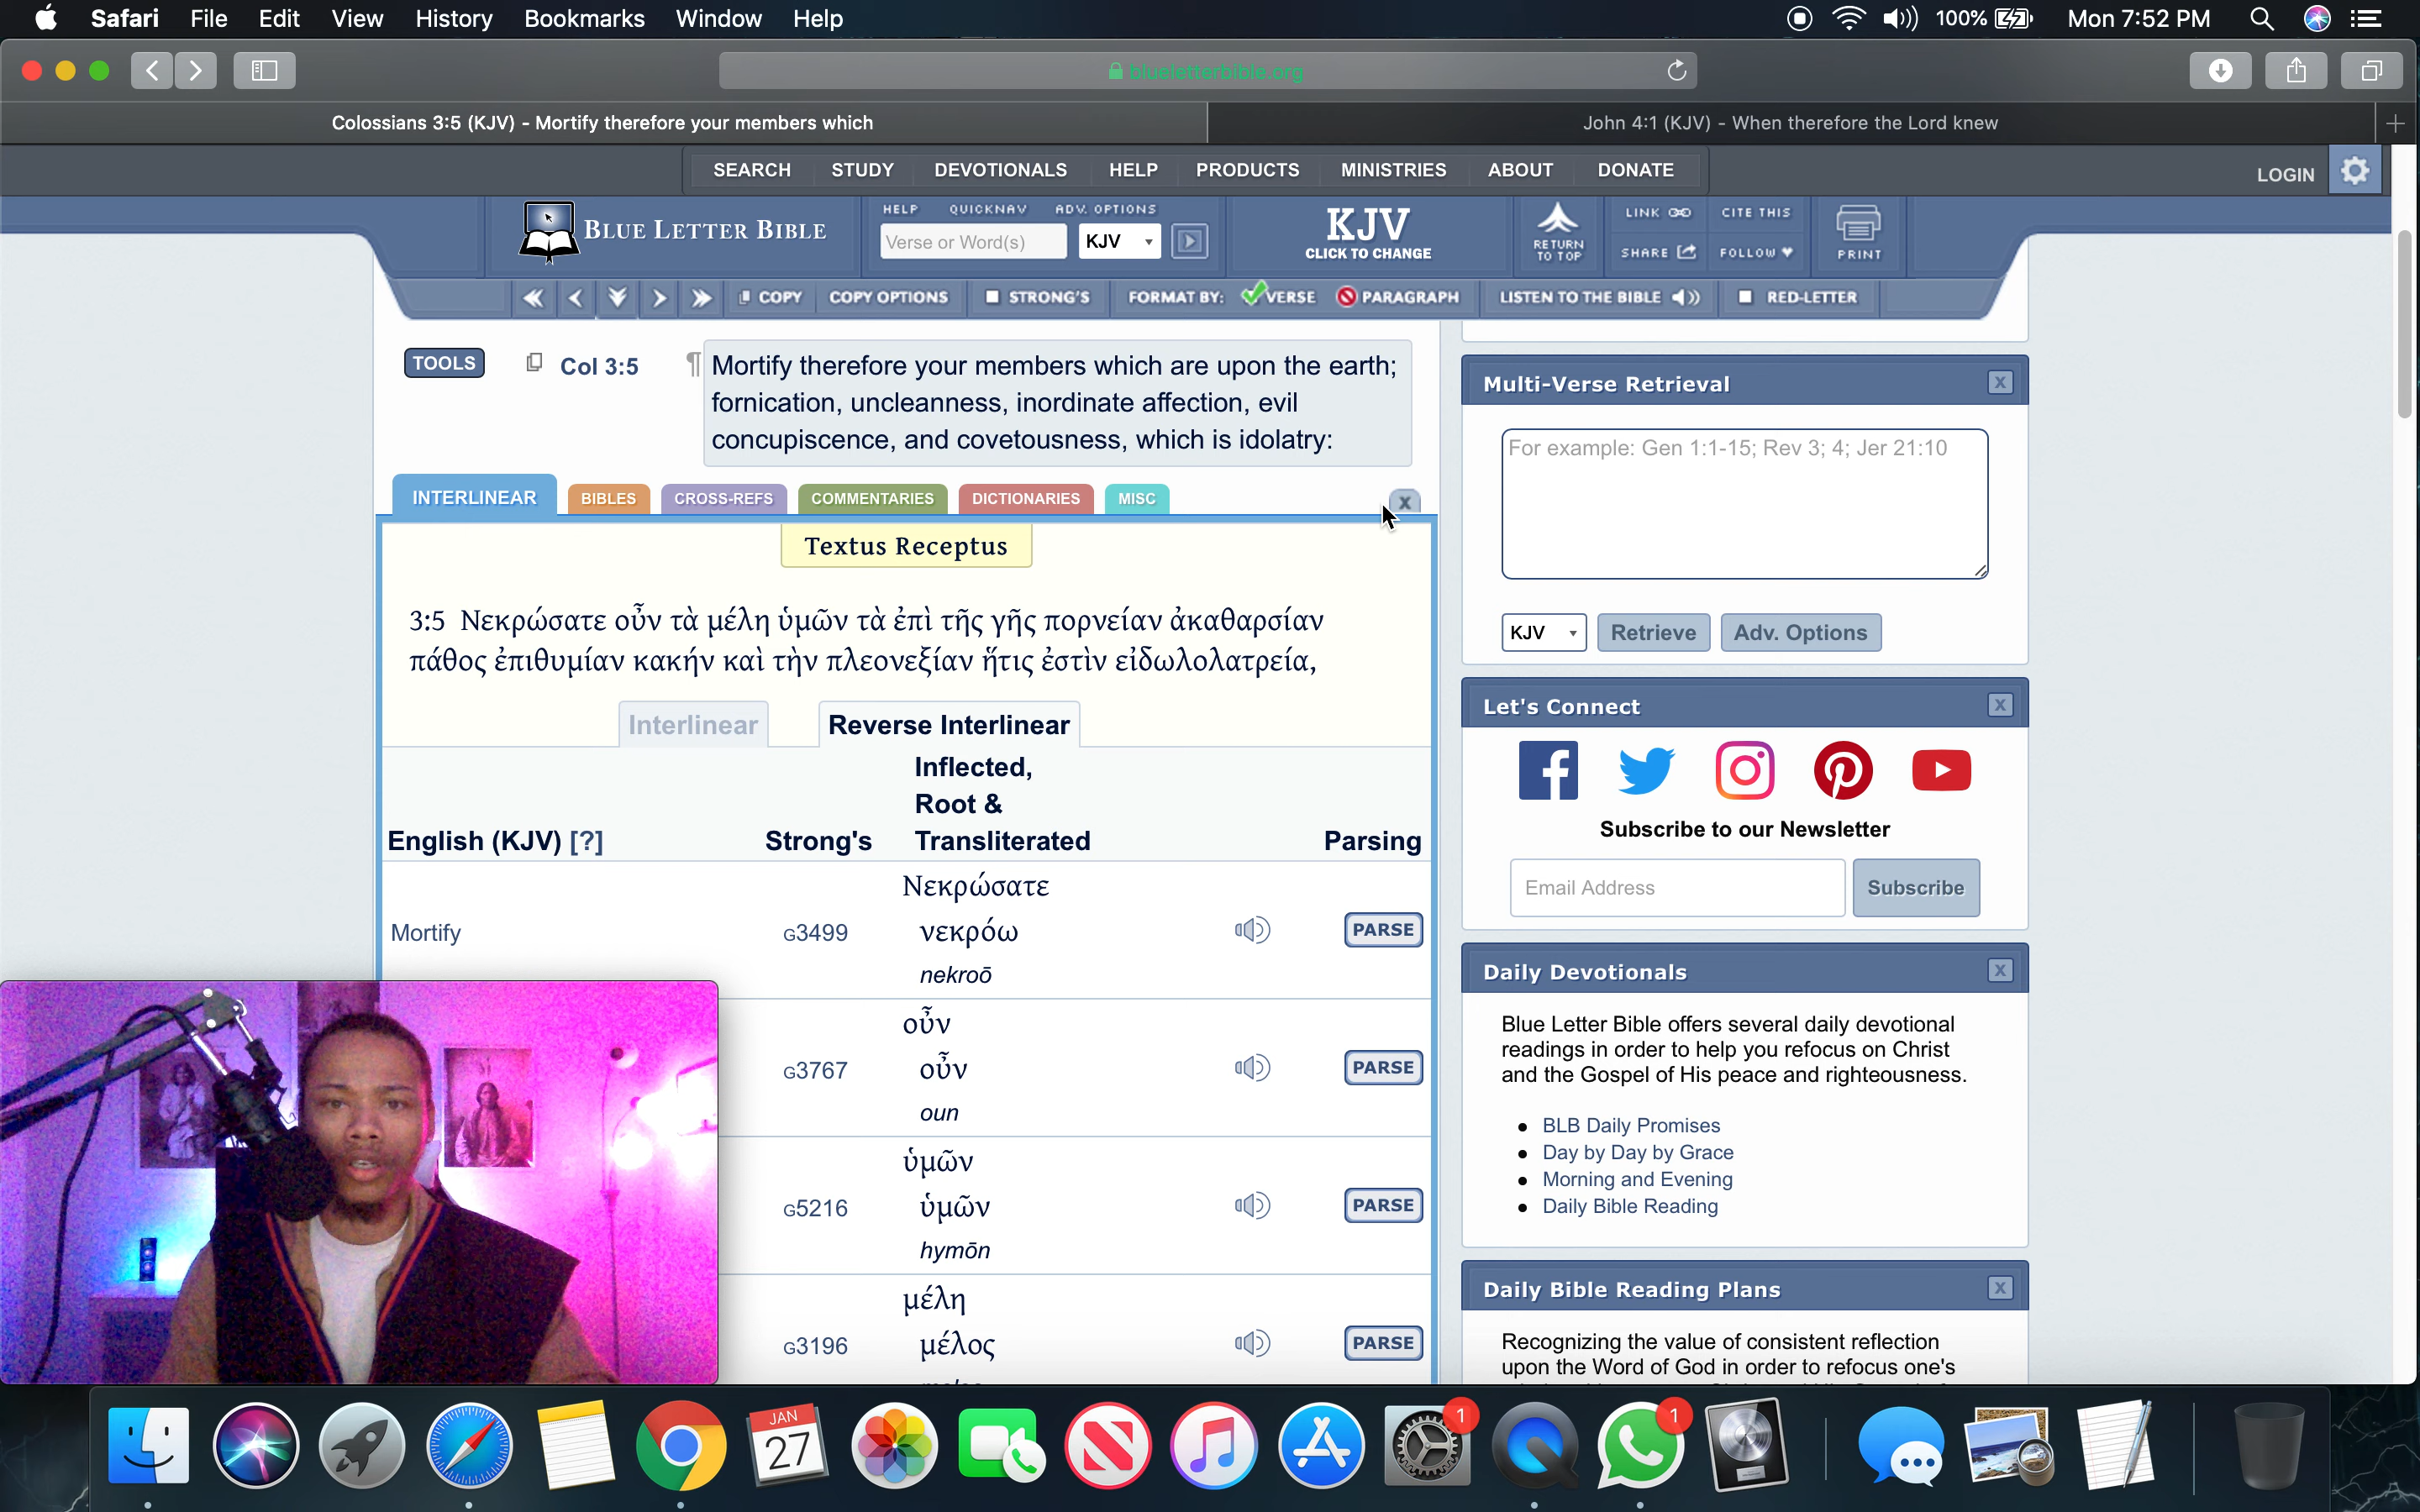 Safari File Edit View History Bookmarks Window Help 100% Mon 7:52 PM
blueletterbible.org
Colossians 3:5 (KJV) - Mortify therefore your members which
John 4:1 (KJV) - When therefore the Lord knew
SEARCH STUDY DEVOTIONALS HELP PRODUCTS MINISTRIES ABOUT DONATE
LOGIN
BLUE LETTER BIBLE
HELP QUICKNAV ADV. OPTIONS
Verse or Word(s) KJV
KJV
CLICK TO CHANGE
RETURN
TO TOP
LINK CITE THIS
SHARE FOLLOW
PRINT
COPY COPY OPTIONS STRONG'S FORMAT BY: VERSE PARAGRAPH LISTEN TO THE BIBLE RED-LETTER
TOOLS Col 3:5 ¶ Mortify therefore your members which are upon the earth;
fornication, uncleanness, inordinate affection, evil
concupiscence, and covetousness, which is idolatry:
INTERLINEAR BIBLES CROSS-REFS COMMENTARIES DICTIONARIES MISC X
Textus Receptus
3:5 Νεκρώσατε οὖν τὰ μέλη ὑμῶν τὰ ἐπὶ τῆς γῆς πορνείαν ἀκαθαρσίαν
πάθος ἐπιθυμίαν κακήν καὶ τὴν πλεονεξίαν ἥτις ἐστὶν εἰδωλολατρεία,
Interlinear Reverse Interlinear
Inflected,
Root &
English (KJV) [?] Strong's Transliterated Parsing
Νεκρώσατε
Mortify G3499 νεκρόω PARSE
nekroō
οὖν
G3767 οὖν PARSE
oun
ὑμῶν
G5216 ὑμῶν PARSE
hymōn
μέλη
G3196 μέλος PARSE
Multi-Verse Retrieval X
For example: Gen 1:1-15; Rev 3; 4; Jer 21:10
KJV Retrieve Adv. Options
Let's Connect X
Subscribe to our Newsletter
Email Address Subscribe
Daily Devotionals X
Blue Letter Bible offers several daily devotional
readings in order to help you refocus on Christ
and the Gospel of His peace and righteousness.
BLB Daily Promises
Day by Day by Grace
Morning and Evening
Daily Bible Reading
Daily Bible Reading Plans X
Recognizing the value of consistent reflection
upon the Word of God in order to refocus one's
JAN
27
1
1